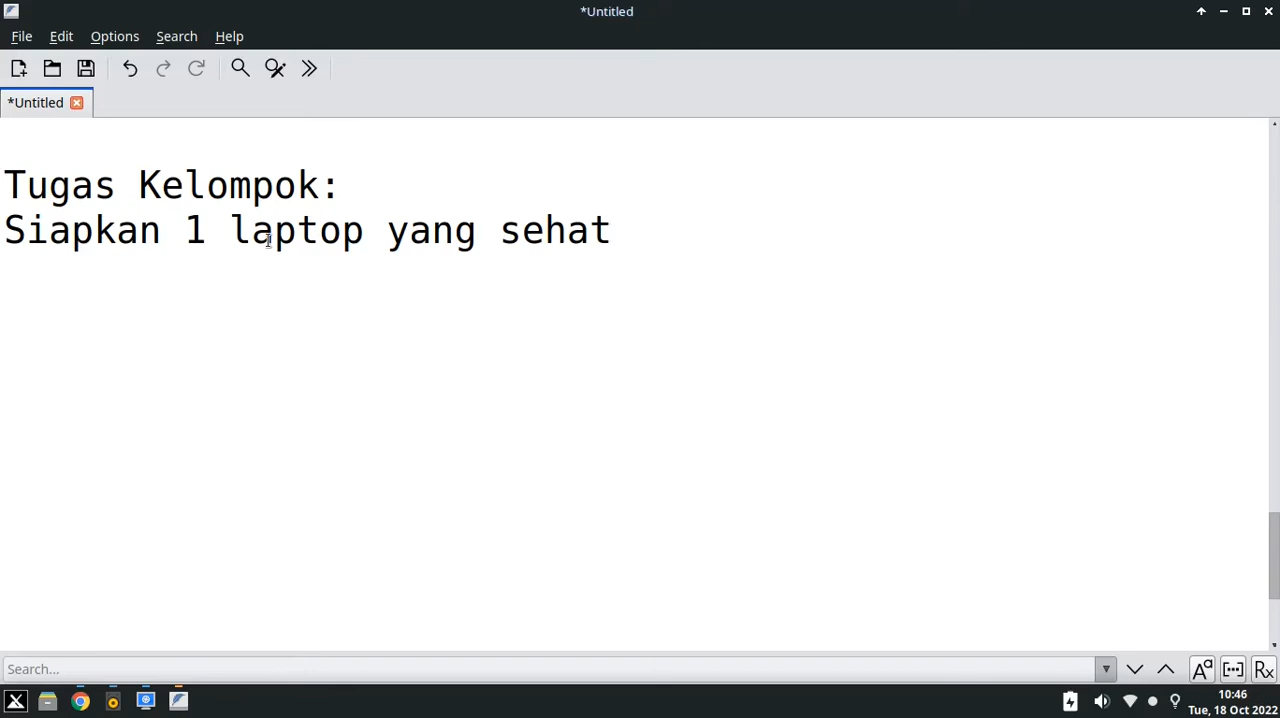 *Untitled
File Edit Options Search Help
*Untitled
Tugas Kelompok:
Siapkan 1 laptop yang sehat
Search...
10:46
Tue, 18 Oct 2022